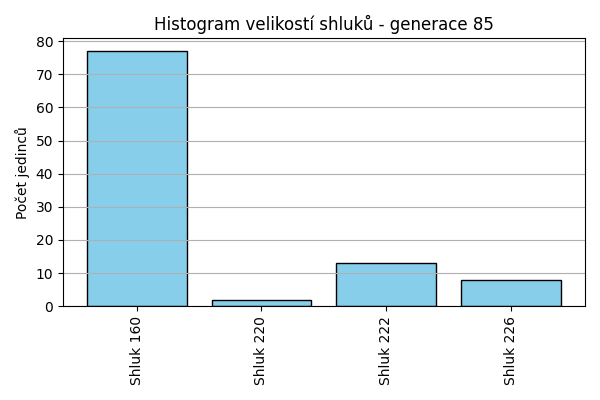 Histogram velikostí shluků - generace 85
Počet jedinců
80
70
60
50
40
30
20
10
0
Shluk 160
Shluk 220
Shluk 222
Shluk 226